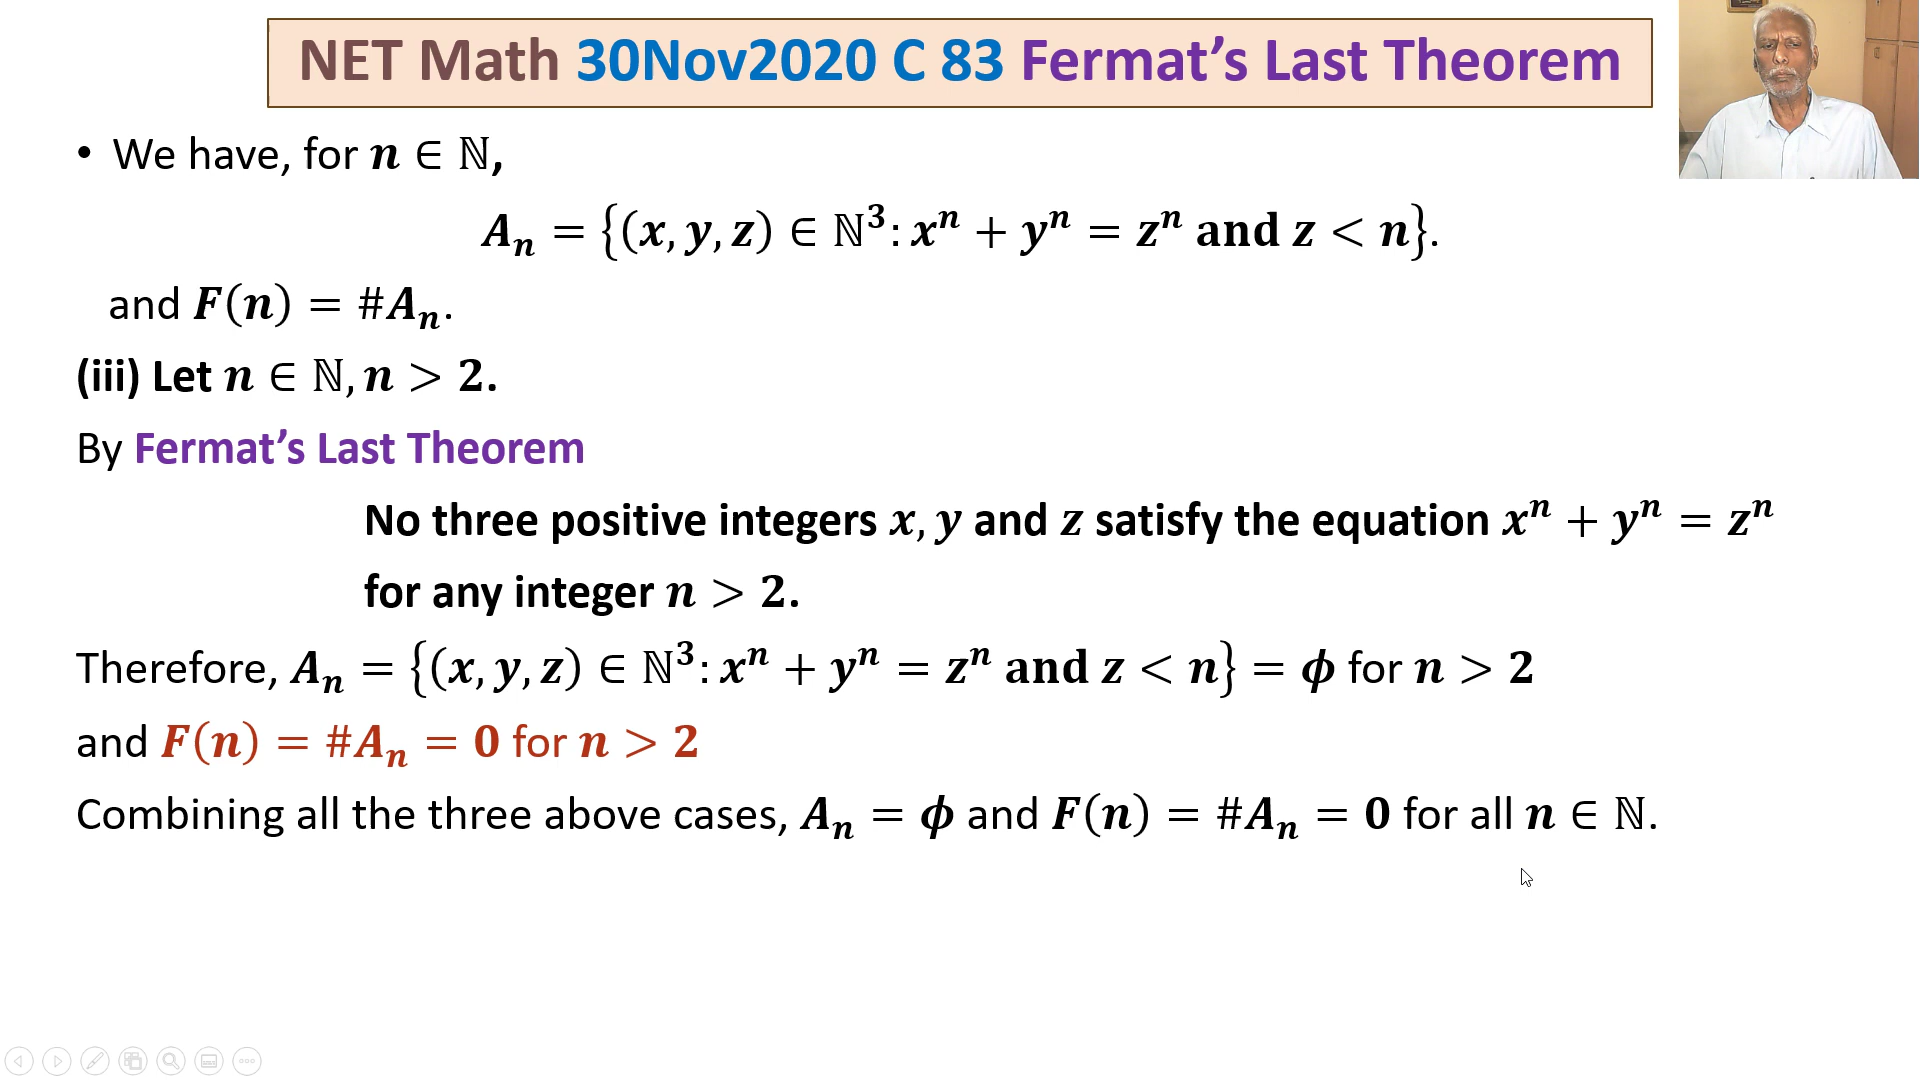 NET Math 30Nov2020 C 83 Fermat’s Last Theorem
• We have, for 𝒏 ∈ ℕ,
𝑨ₙ = {(𝒙, 𝒚, 𝒛) ∈ ℕ³: 𝒙ⁿ + 𝒚ⁿ = 𝒛ⁿ and 𝒛 < 𝒏}.
and 𝑭(𝒏) = #𝑨ₙ.
(iii) Let 𝒏 ∈ ℕ, 𝒏 > 2.
By Fermat’s Last Theorem
No three positive integers 𝒙, 𝒚 and 𝒛 satisfy the equation 𝒙ⁿ + 𝒚ⁿ = 𝒛ⁿ
for any integer 𝒏 > 2.
Therefore, 𝑨ₙ = {(𝒙, 𝒚, 𝒛) ∈ ℕ³: 𝒙ⁿ + 𝒚ⁿ = 𝒛ⁿ and 𝒛 < 𝒏} = 𝝓 for 𝒏 > 2
and 𝑭(𝒏) = #𝑨ₙ = 0 for 𝒏 > 2
Combining all the three above cases, 𝑨ₙ = 𝝓 and 𝑭(𝒏) = #𝑨ₙ = 0 for all 𝒏 ∈ ℕ.